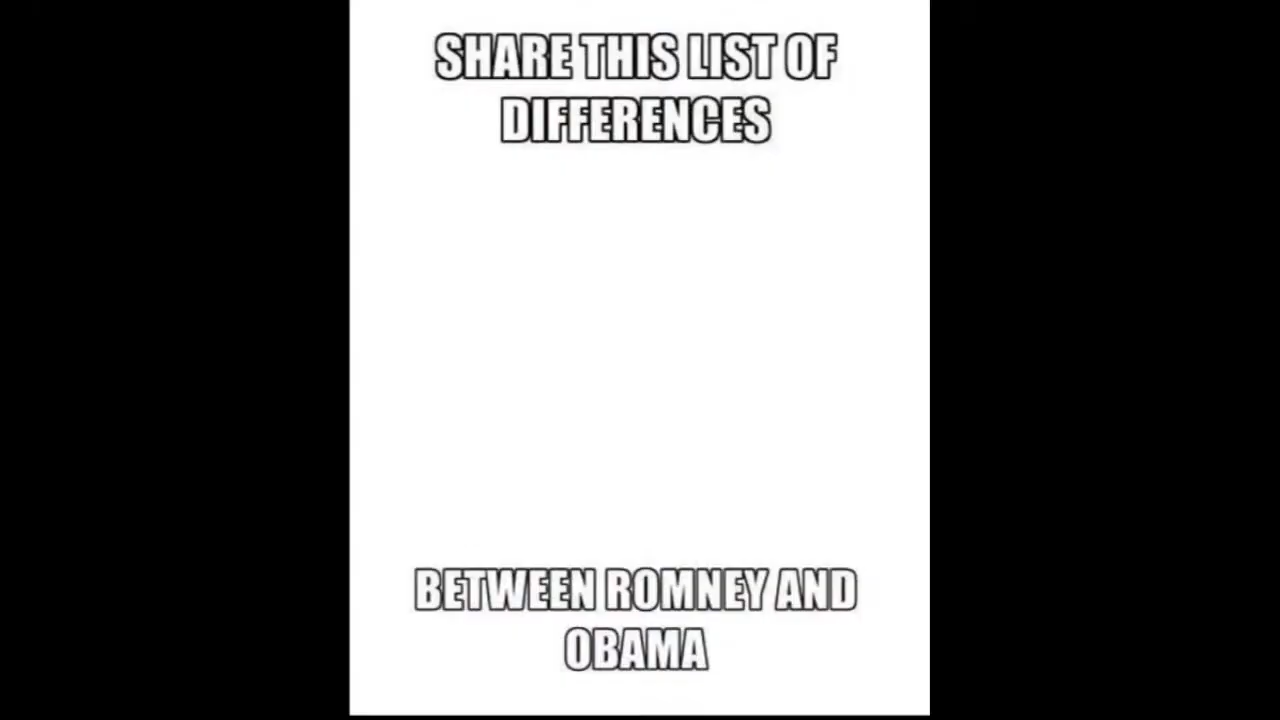 SHARE THIS LIST OF
DIFFERENCES
BETWEEN ROMNEY AND
OBAMA